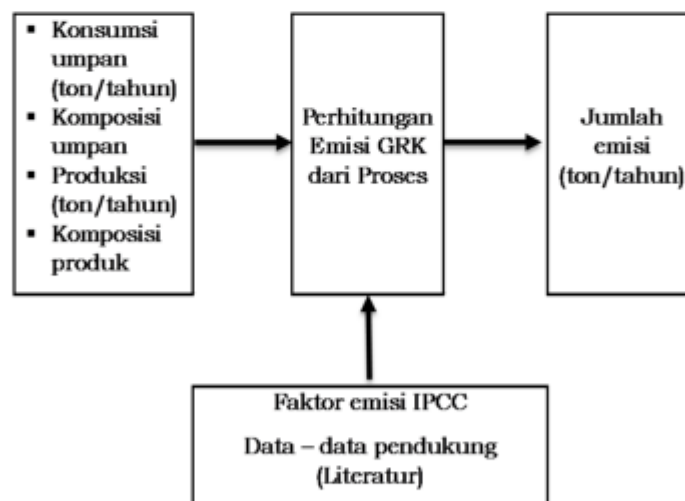 ▪ Konsumsi
umpan
(ton/tahun)
▪ Komposisi
umpan
▪ Produksi
(ton/tahun)
▪ Komposisi
produk
Perhitungan
Emisi GRK
dari Proses
Jumlah
emisi
(ton/tahun)
Faktor emisi IPCC
Data – data pendukung
(Literatur)